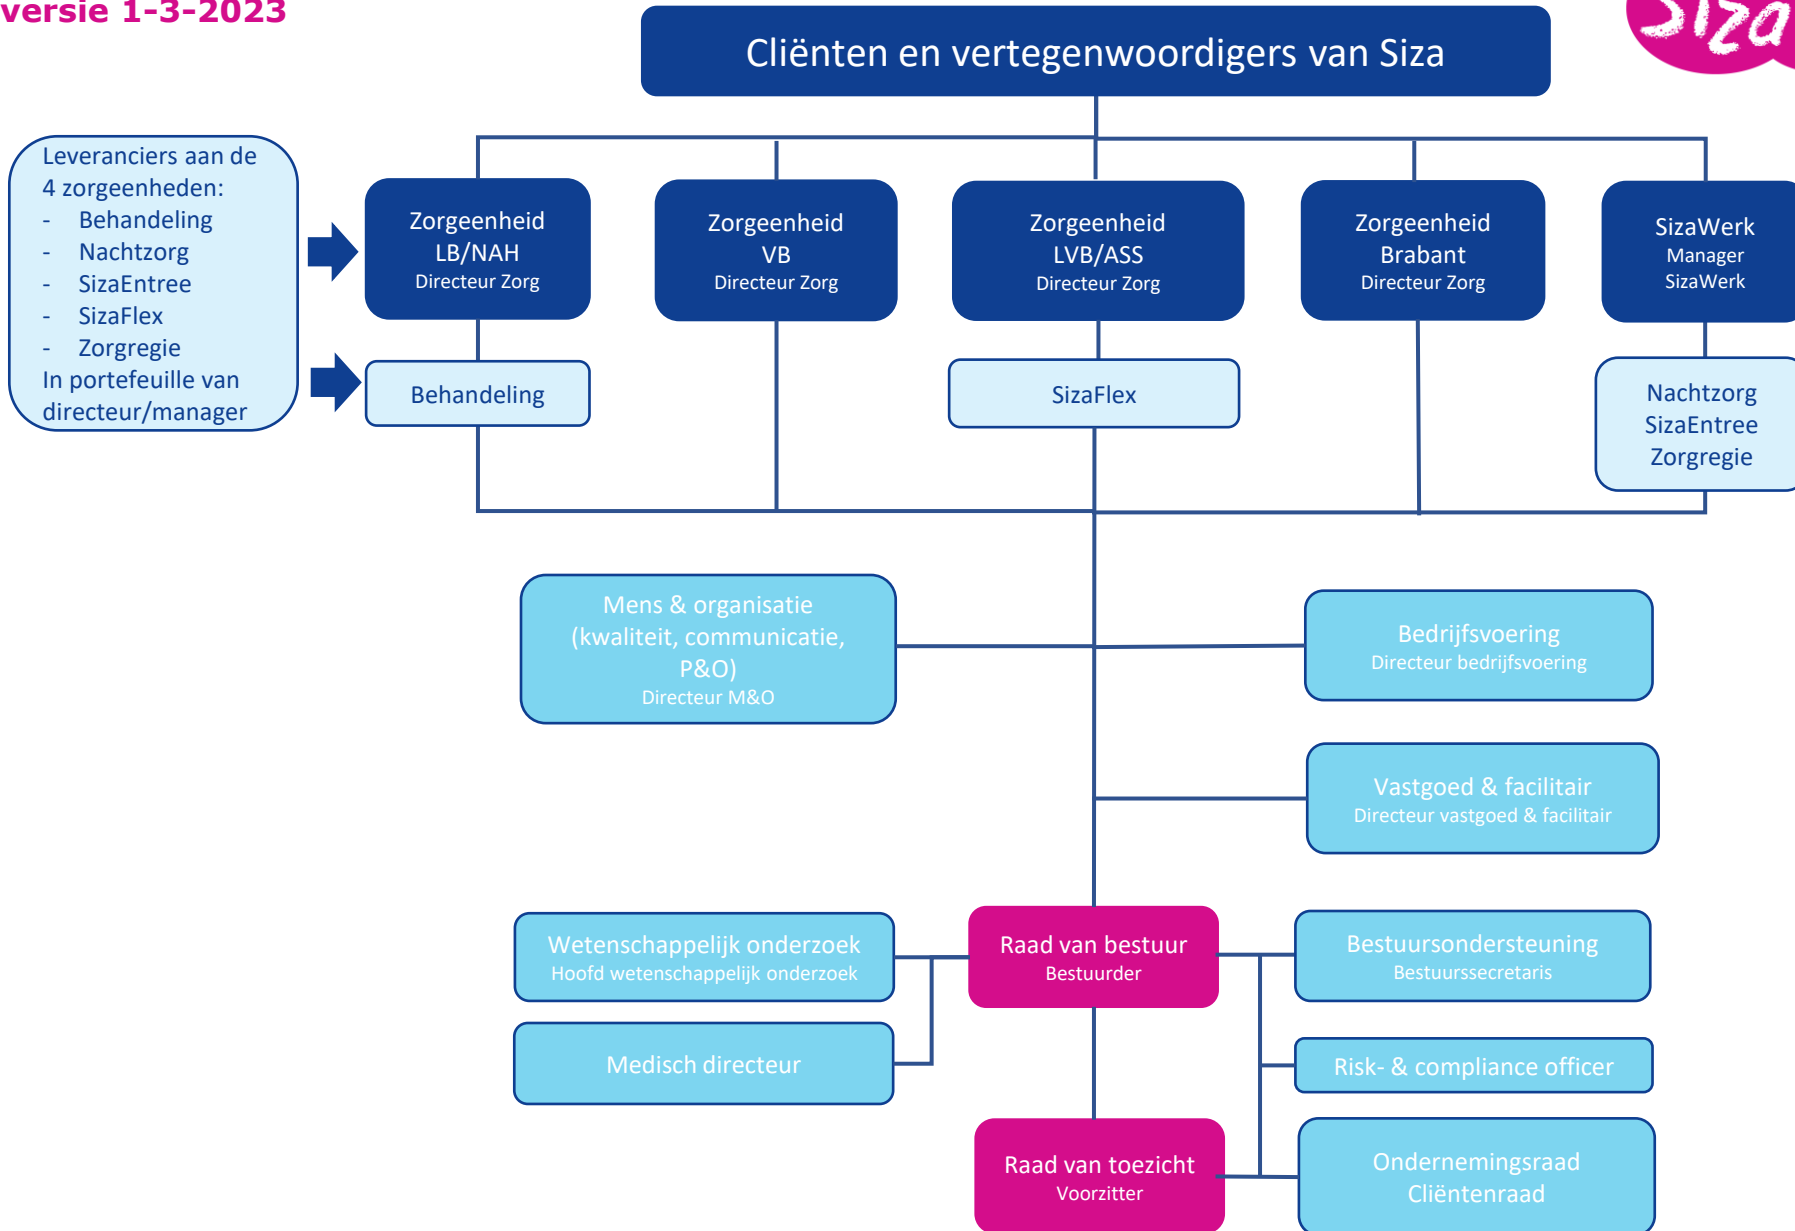 versie 1-3-2023
Siza
Cliënten en vertegenwoordigers van Siza
Leveranciers aan de
4 zorgeenheden:
- Behandeling
- Nachtzorg
- SizaEntree
- SizaFlex
- Zorgregie
In portefeuille van
directeur/manager
Zorgeenheid
LB/NAH
Directeur Zorg
Zorgeenheid
VB
Directeur Zorg
Zorgeenheid
LVB/ASS
Directeur Zorg
Zorgeenheid
Brabant
Directeur Zorg
SizaWerk
Manager
SizaWerk
Behandeling
SizaFlex
Nachtzorg
SizaEntree
Zorgregie
Mens & organisatie
(kwaliteit, communicatie,
P&O)
Directeur M&O
Bedrijfsvoering
Directeur bedrijfsvoering
Vastgoed & facilitair
Directeur vastgoed & facilitair
Wetenschappelijk onderzoek
Hoofd wetenschappelijk onderzoek
Raad van bestuur
Bestuurder
Bestuursondersteuning
Bestuurssecretaris
Medisch directeur
Risk- & compliance officer
Raad van toezicht
Voorzitter
Ondernemingsraad
Cliëntenraad